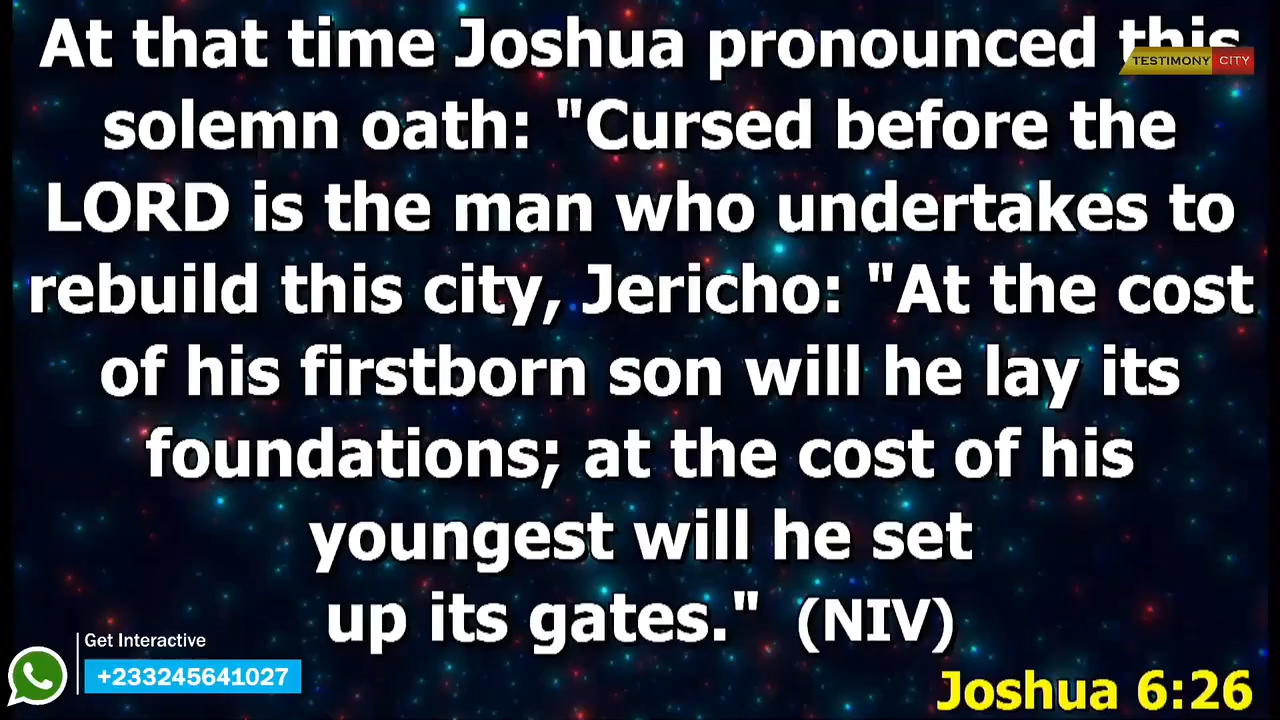 At that time Joshua pronounced this
TESTIMONY CITY
solemn oath: "Cursed before the
LORD is the man who undertakes to
rebuild this city, Jericho: "At the cost
of his firstborn son will he lay its
foundations; at the cost of his
youngest will he set
up its gates." (NIV)
Get Interactive
+233245641027
Joshua 6:26